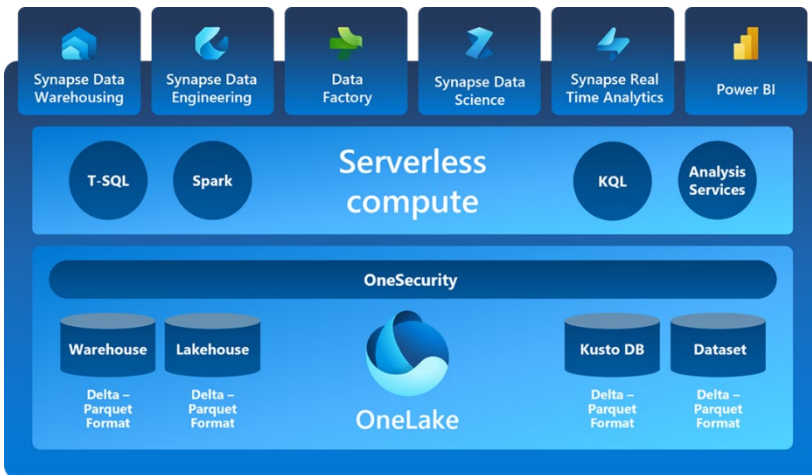 Synapse Data
Warehousing
Synapse Data
Engineering
Data
Factory
Synapse Data
Science
Synapse Real
Time Analytics
Power BI
T-SQL
Spark
Serverless
compute
KQL
Analysis
Services
OneSecurity
Warehouse
Lakehouse
Kusto DB
Dataset
Delta –
Parquet
Format
Delta –
Parquet
Format
OneLake
Delta –
Parquet
Format
Delta –
Parquet
Format